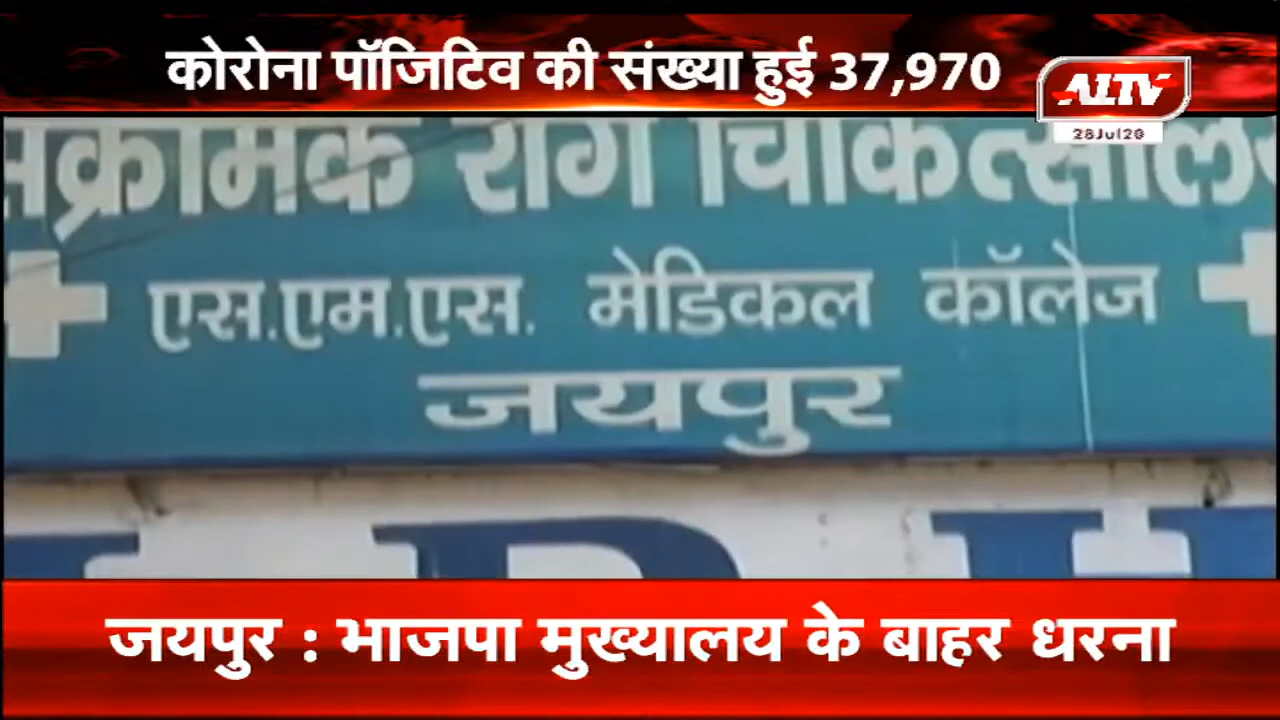 कोरोना पॉजिटिव की संख्या हुई 37,970
ALTV
28Jul20
संक्रामक रोग चिकित्सालय
एस.एम.एस. मेडिकल कॉलेज
जयपुर
जयपुर : भाजपा मुख्यालय के बाहर धरना